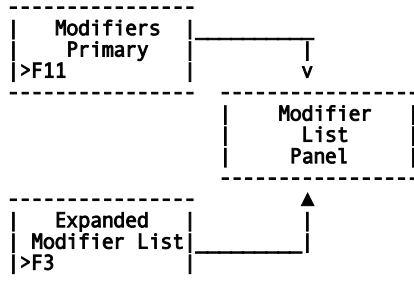 Modifiers
Primary
>F11
Modifier
List
Panel
Expanded
Modifier List
>F3